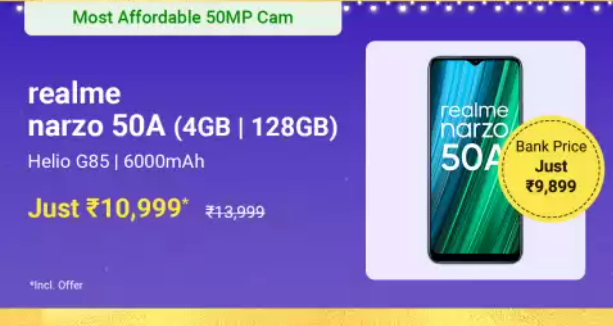 Most Affordable 50MP Cam
realme
narzo 50A (4GB | 128GB)
Helio G85 | 6000mAh
Just ₹10,999* ₹13,999
*Incl. Offer
realme
narzo
50A
Bank Price
Just
₹9,899